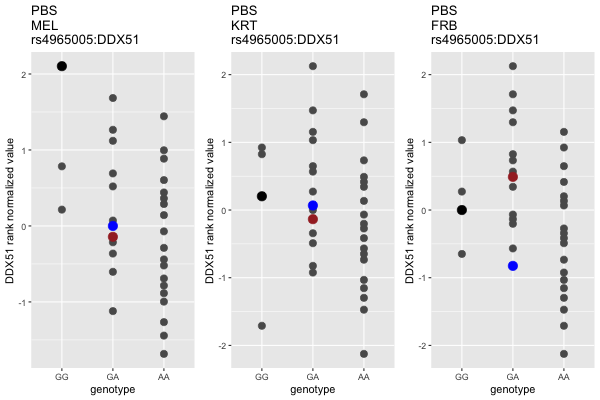 PBS
MEL
rs4965005:DDX51
DDX51 rank normalized value
2
1
0
-1
GG GA AA
genotype
PBS
KRT
rs4965005:DDX51
DDX51 rank normalized value
2
1
0
-1
-2
GG GA AA
genotype
PBS
FRB
rs4965005:DDX51
DDX51 rank normalized value
2
1
0
-1
-2
GG GA AA
genotype